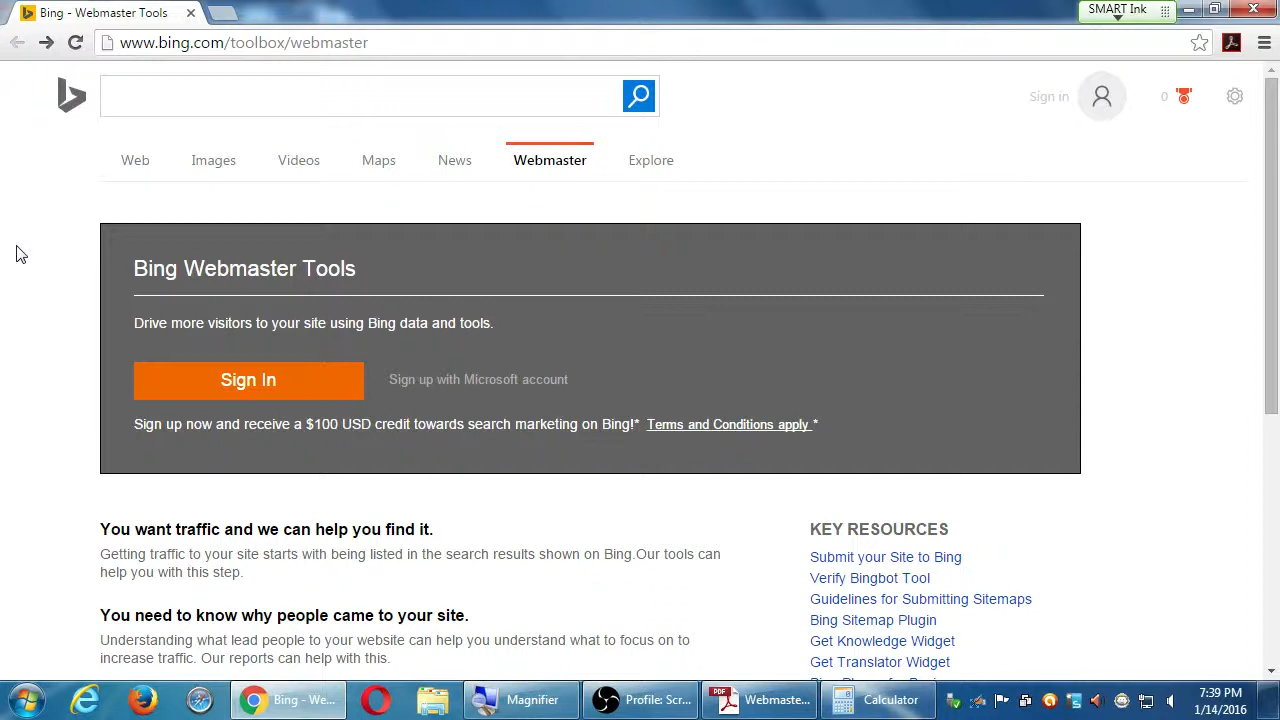 Bing - Webmaster Tools
SMART Ink
www.bing.com/toolbox/webmaster
Sign in
0
Web
Images
Videos
Maps
News
Webmaster
Explore
Bing Webmaster Tools
Drive more visitors to your site using Bing data and tools.
Sign In
Sign up with Microsoft account
Sign up now and receive a $100 USD credit towards search marketing on Bing!* Terms and Conditions apply *
You want traffic and we can help you find it.
Getting traffic to your site starts with being listed in the search results shown on Bing.Our tools can
help you with this step.
You need to know why people came to your site.
Understanding what lead people to your website can help you understand what to focus on to
increase traffic. Our reports can help with this.
KEY RESOURCES
Submit your Site to Bing
Verify Bingbot Tool
Guidelines for Submitting Sitemaps
Bing Sitemap Plugin
Get Knowledge Widget
Get Translator Widget
Bing - We...
Magnifier
Profile: Scr...
PDF
Webmaste...
Calculator
7:39 PM
1/14/2016